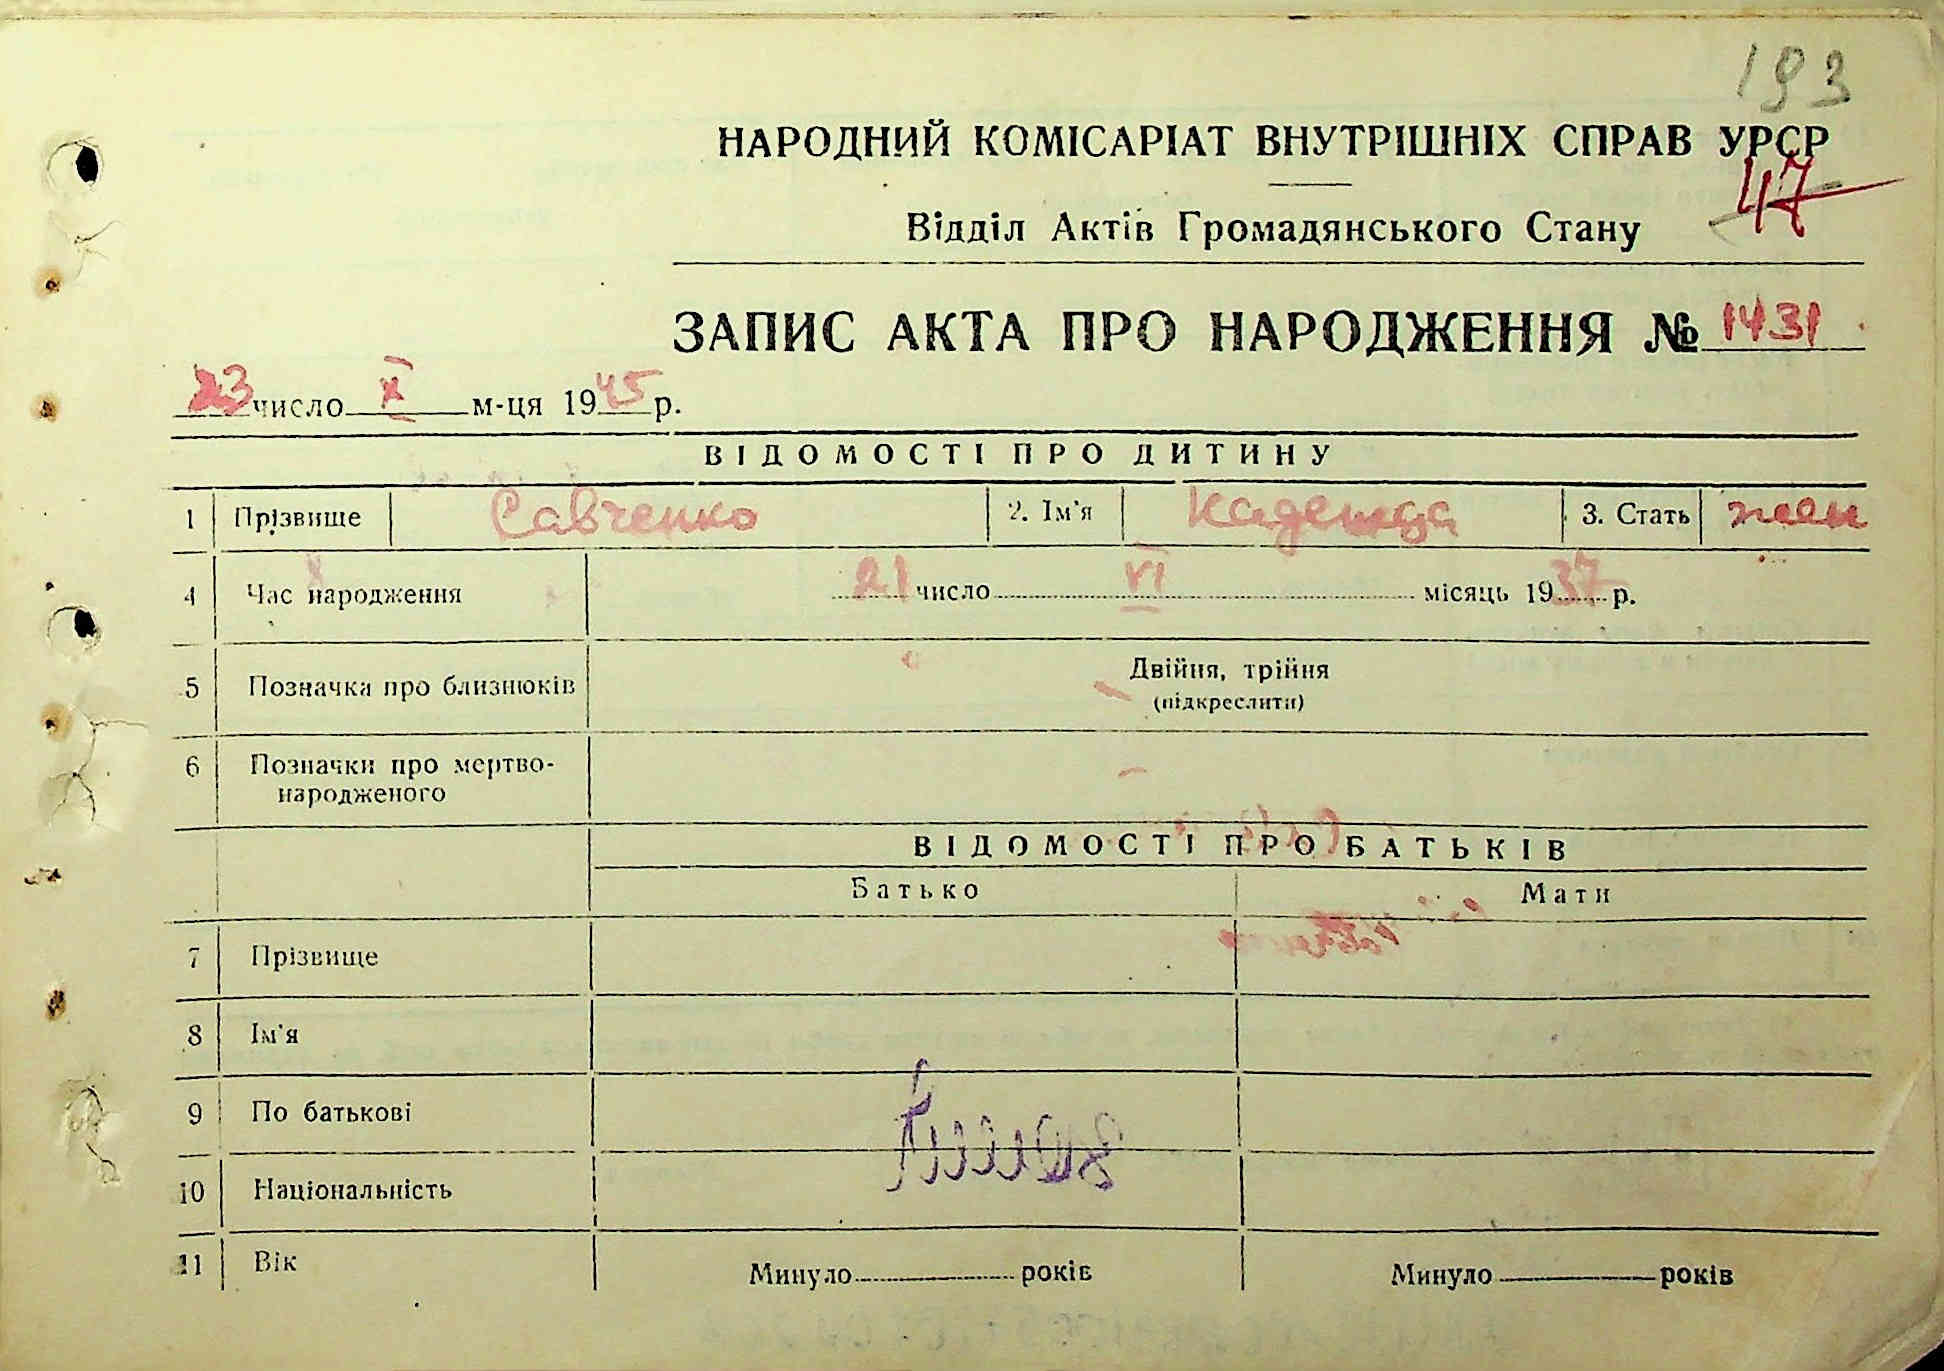 193
НАРОДНИЙ КОМІСАРІАТ ВНУТРІШНІХ СПРАВ УРСР
47
Відділ Актів Громадянського Стану
ЗАПИС АКТА ПРО НАРОДЖЕННЯ № 1431
23 число X м-ця 1945 р.
ВІДОМОСТІ ПРО ДИТИНУ
1 Прізвище Савченко 2. Ім'я Надежда 3. Стать жен
4 Час народження 21 число VI місяць 1937 р.
5 Позначка про близнюків Двійня, трійня
(підкреслити)
6 Позначки про мертво-
народженого
ВІДОМОСТІ ПРО БАТЬКІВ
Батько Мати
7 Прізвище
8 Ім'я
9 По батькові
10 Національність
11 Вік Минуло років Минуло років